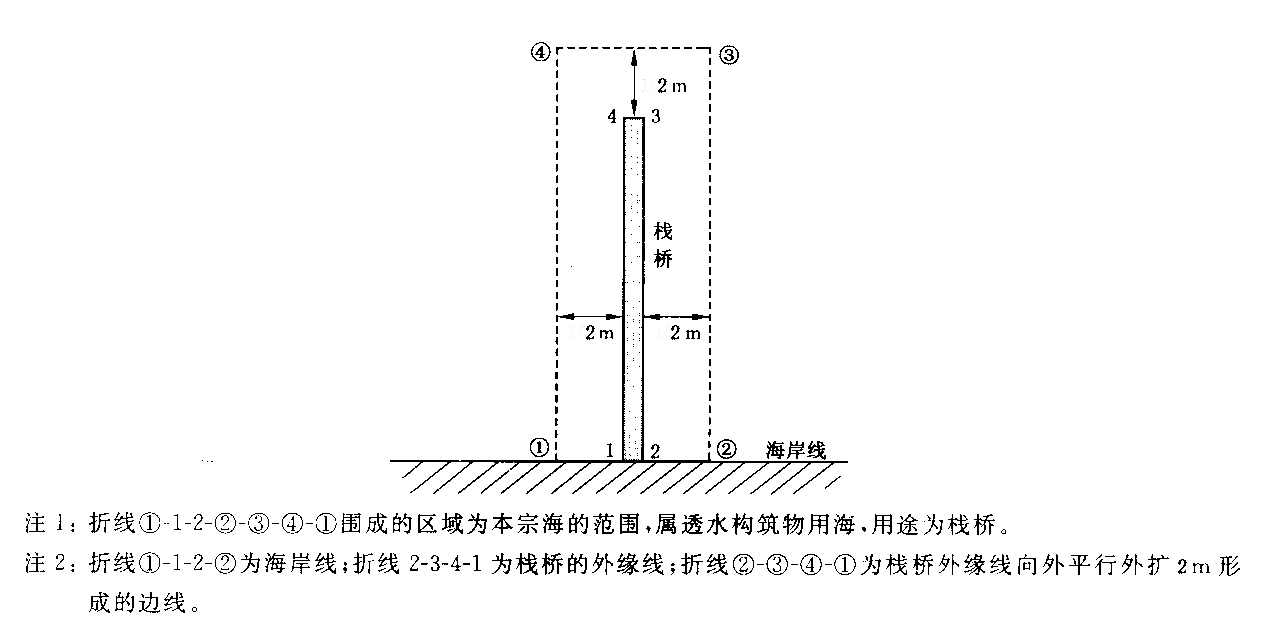 ④ ③
2 m
4 3
栈
桥
2 m 2 m
① 1 2 ② 海岸线
注 1: 折线①-1-2-②-③-④-①围成的区域为本宗海的范围,属透水构筑物用海,用途为栈桥。
注 2: 折线①-1-2-②为海岸线;折线 2-3-4-1 为栈桥的外缘线;折线②-③-④-①为栈桥外缘线向外平行外扩 2m 形
成的边线。